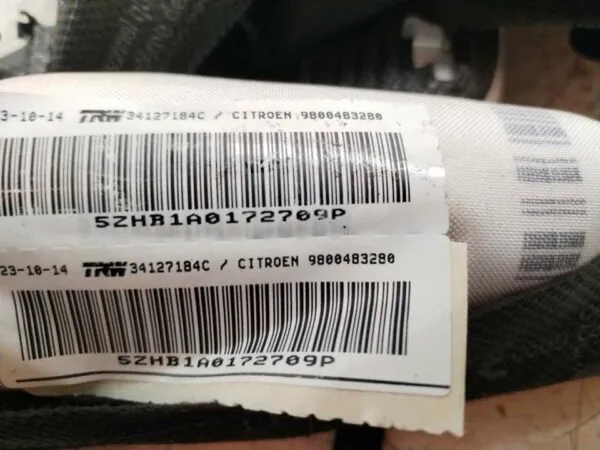 3-10-14 TRW 34127184C / CITROEN 9800483280
5ZHB1A0172709P
23-10-14 TRW 34127184C / CITROEN 9800483280
5ZHB1A0172709P